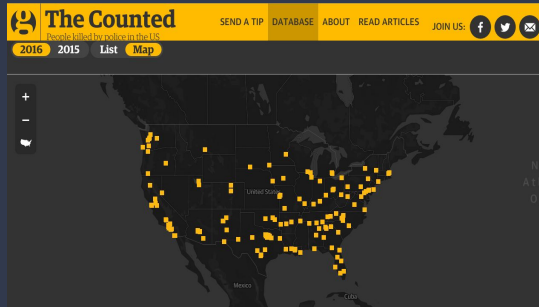 The Counted
People killed by police in the US
SEND A TIP DATABASE ABOUT READ ARTICLES JOIN US:
2016 2015 List Map
+
−
United States
Mexico
Cuba